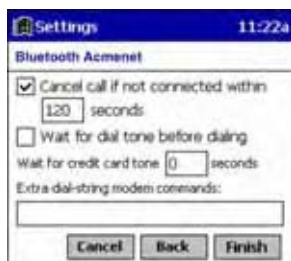 Settings 11:22a
Bluetooth Acmenet
Cancel call if not connected within
120 seconds
Wait for dial tone before dialing
Wait for credit card tone 0 seconds
Extra dial-string modem commands:
Cancel Back Finish